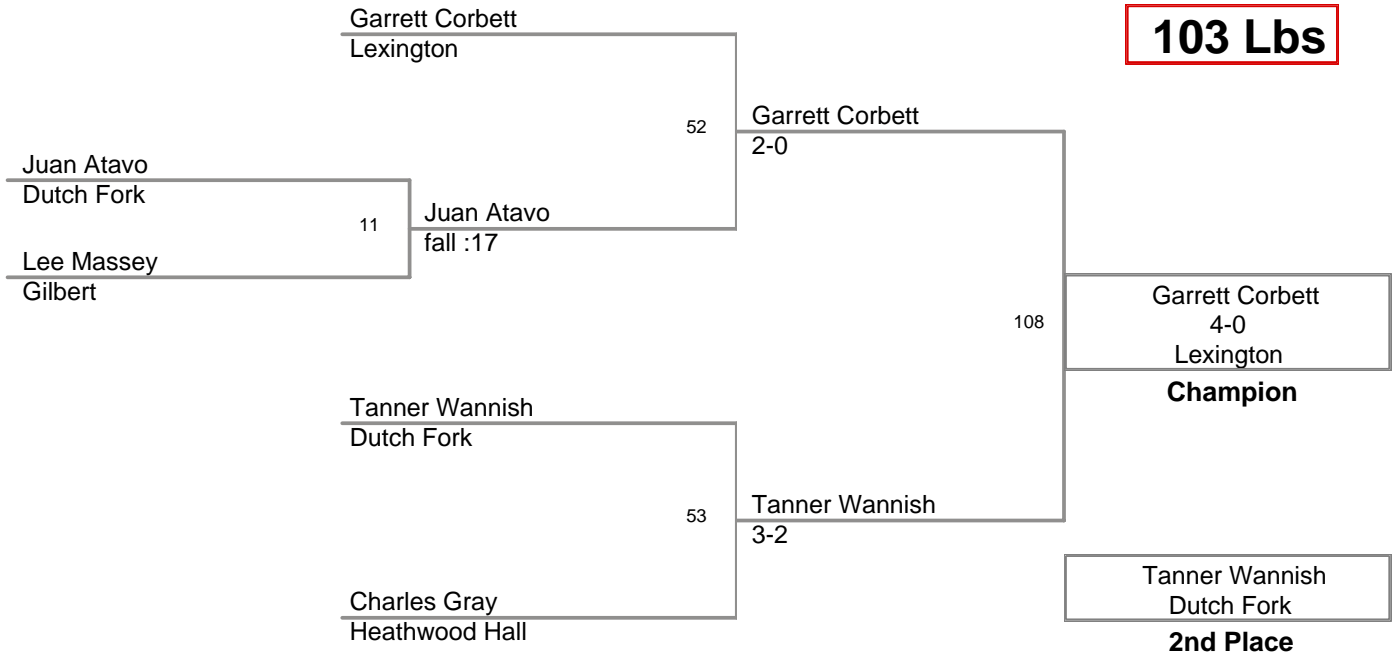 Garrett Corbett
Lexington
103 Lbs
52
Garrett Corbett
2-0
Juan Atavo
Dutch Fork
11
Juan Atavo
fall :17
Lee Massey
Gilbert
108
Garrett Corbett
4-0
Lexington
Champion
Tanner Wannish
Dutch Fork
53
Tanner Wannish
3-2
Charles Gray
Heathwood Hall
Tanner Wannish
Dutch Fork
2nd Place